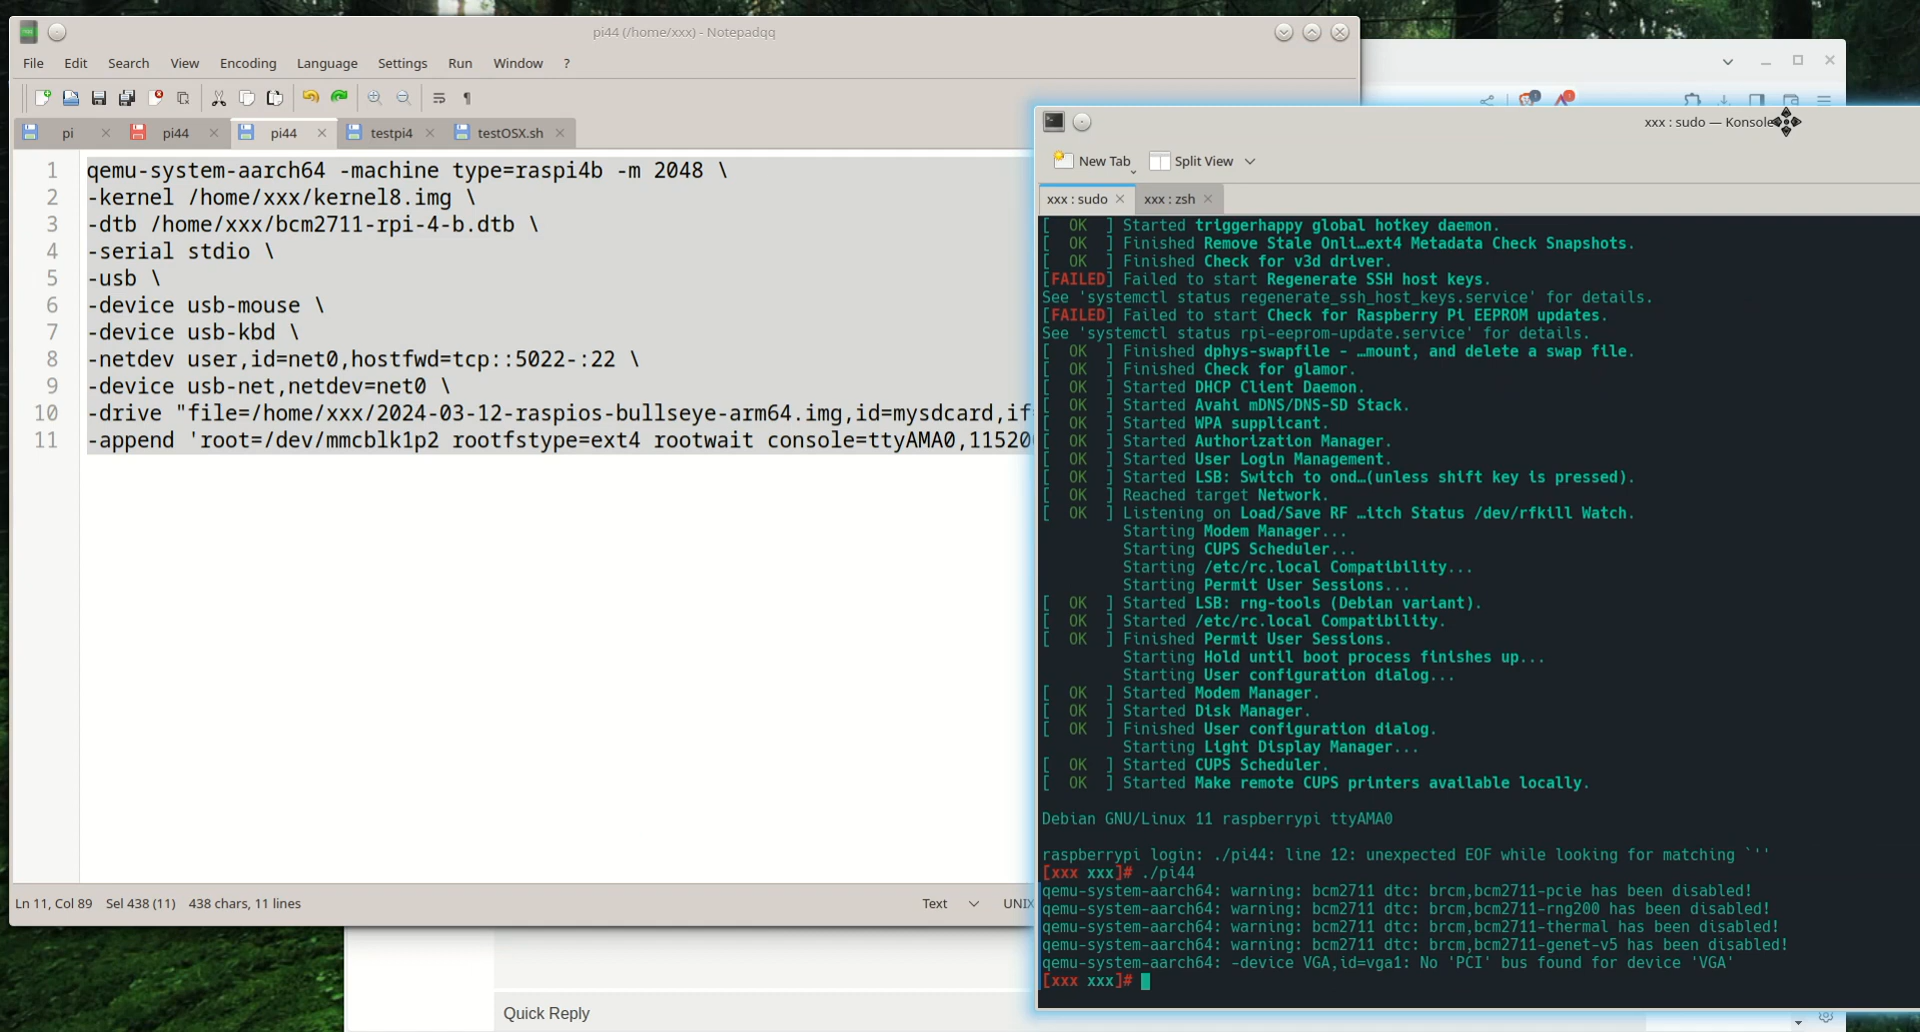 pi44 (/home/xxx) - Notepadqq
File Edit Search View Encoding Language Settings Run Window ?
pi pi44 pi44 testpi4 testOSX.sh
1 qemu-system-aarch64 -machine type=raspi4b -m 2048 \
2 -kernel /home/xxx/kernel8.img \
3 -dtb /home/xxx/bcm2711-rpi-4-b.dtb \
4 -serial stdio \
5 -usb \
6 -device usb-mouse \
7 -device usb-kbd \
8 -netdev user,id=net0,hostfwd=tcp::5022-:22 \
9 -device usb-net,netdev=net0 \
10 -drive "file=/home/xxx/2024-03-12-raspios-bullseye-arm64.img,id=mysdcard,if
11 -append 'root=/dev/mmcblk1p2 rootfstype=ext4 rootwait console=ttyAMA0,11520
Ln 11, Col 89 Sel 438 (11) 438 chars, 11 lines Text UNIX
Quick Reply
xxx : sudo — Konsole
New Tab Split View
xxx : sudo xxx : zsh
[ OK ] Started triggerhappy global hotkey daemon.
[ OK ] Finished Remove Stale Onli…ext4 Metadata Check Snapshots.
[ OK ] Finished Check for v3d driver.
[FAILED] Failed to start Regenerate SSH host keys.
See 'systemctl status regenerate_ssh_host_keys.service' for details.
[FAILED] Failed to start Check for Raspberry Pi EEPROM updates.
See 'systemctl status rpi-eeprom-update.service' for details.
[ OK ] Finished dphys-swapfile - …mount, and delete a swap file.
[ OK ] Finished Check for glamor.
[ OK ] Started DHCP Client Daemon.
[ OK ] Started Avahi mDNS/DNS-SD Stack.
[ OK ] Started WPA supplicant.
[ OK ] Started Authorization Manager.
[ OK ] Started User Login Management.
[ OK ] Started LSB: Switch to ond…(unless shift key is pressed).
[ OK ] Reached target Network.
[ OK ] Listening on Load/Save RF …itch Status /dev/rfkill Watch.
Starting Modem Manager...
Starting CUPS Scheduler...
Starting /etc/rc.local Compatibility...
Starting Permit User Sessions...
[ OK ] Started LSB: rng-tools (Debian variant).
[ OK ] Started /etc/rc.local Compatibility.
[ OK ] Finished Permit User Sessions.
Starting Hold until boot process finishes up...
Starting User configuration dialog...
[ OK ] Started Modem Manager.
[ OK ] Started Disk Manager.
[ OK ] Finished User configuration dialog.
Starting Light Display Manager...
[ OK ] Started CUPS Scheduler.
[ OK ] Started Make remote CUPS printers available locally.
Debian GNU/Linux 11 raspberrypi ttyAMA0
raspberrypi login: ./pi44: line 12: unexpected EOF while looking for matching `''
[xxx xxx]# ./pi44
qemu-system-aarch64: warning: bcm2711 dtc: brcm,bcm2711-pcie has been disabled!
qemu-system-aarch64: warning: bcm2711 dtc: brcm,bcm2711-rng200 has been disabled!
qemu-system-aarch64: warning: bcm2711 dtc: brcm,bcm2711-thermal has been disabled!
qemu-system-aarch64: warning: bcm2711 dtc: brcm,bcm2711-genet-v5 has been disabled!
qemu-system-aarch64: -device VGA,id=vga1: No 'PCI' bus found for device 'VGA'
[xxx xxx]#